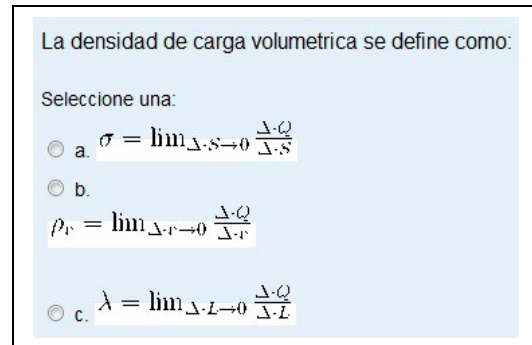 La densidad de carga volumetrica se define como:
Seleccione una:
a. σ = lim_{Δ·S→0} Δ·Q/Δ·S
b.
ρ_v = lim_{Δ·v→0} Δ·Q/Δ·v
c. λ = lim_{Δ·L→0} Δ·Q/Δ·L